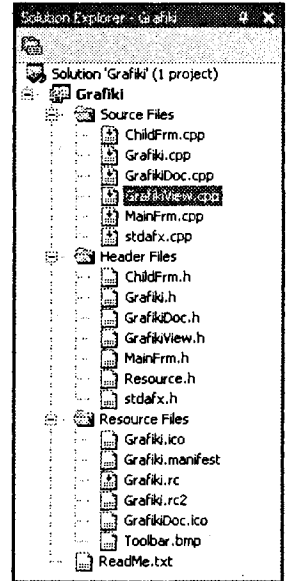 Solution Explorer - Grafiki
Solution 'Grafiki' (1 project)
Grafiki
Source Files
ChildFrm.cpp
Grafiki.cpp
GrafikiDoc.cpp
GrafikiView.cpp
MainFrm.cpp
stdafx.cpp
Header Files
ChildFrm.h
Grafiki.h
GrafikiDoc.h
GrafikiView.h
MainFrm.h
Resource.h
stdafx.h
Resource Files
Grafiki.ico
Grafiki.manifest
Grafiki.rc
Grafiki.rc2
GrafikiDoc.ico
Toolbar.bmp
ReadMe.txt